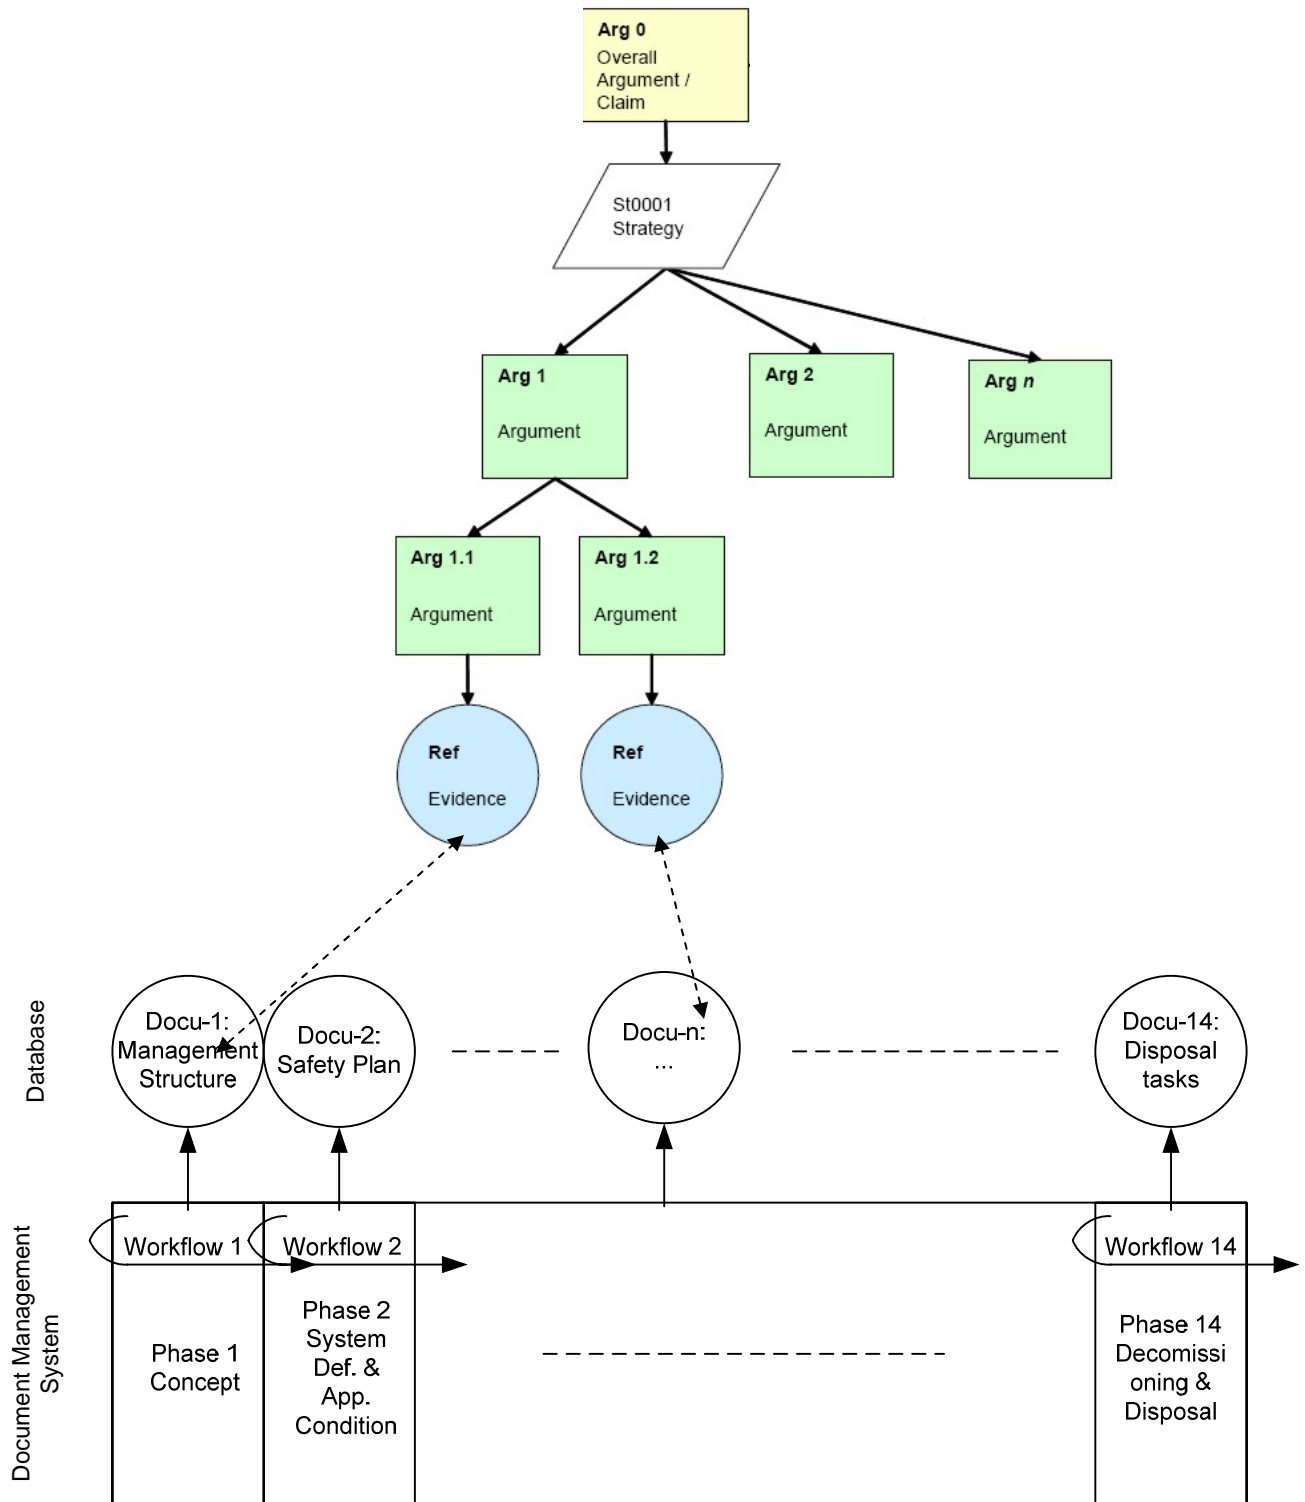 Arg 0
Overall
Argument /
Claim
St0001
Strategy
Arg 1
Argument
Arg 2
Argument
Arg n
Argument
Arg 1.1
Argument
Arg 1.2
Argument
Ref
Evidence
Ref
Evidence
Database
Docu-1:
Management
Structure
Docu-2:
Safety Plan
Docu-n:
...
Docu-14:
Disposal
tasks
Document Management
System
Workflow 1
Phase 1
Concept
Workflow 2
Phase 2
System
Def. &
App.
Condition
Workflow 14
Phase 14
Decomissi
oning &
Disposal